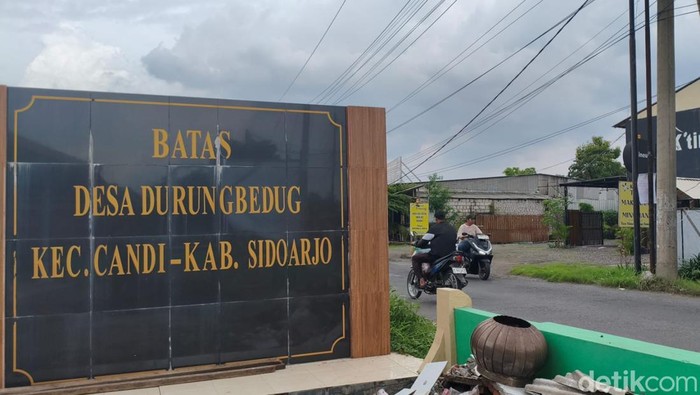 BATAS
DESA DURUNGBEDUG
KEC. CANDI - KAB. SIDOARJO
detikcom